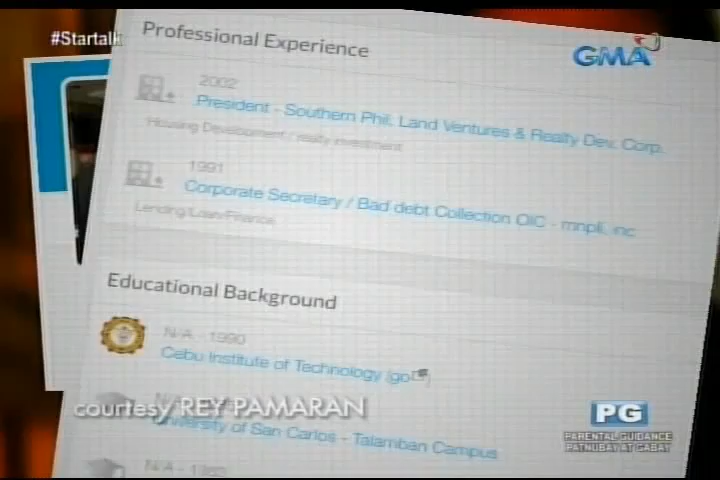 #Startalk
GMA
Professional Experience
2002
President - Southern Phil. Land Ventures & Realty Dev. Corp.
Housing Development / realty investment
1991
Corporate Secretary / Bad debt Collection OIC - mnpli, inc
Lending/Loan/Finance
Educational Background
N/A - 1990
Cebu Institute of Technology (go)
N/A
University of San Carlos - Talamban Campus
N/A - 1983
courtesy REY PAMARAN
PG
PARENTAL GUIDANCE
PATNUBAY AT GABAY